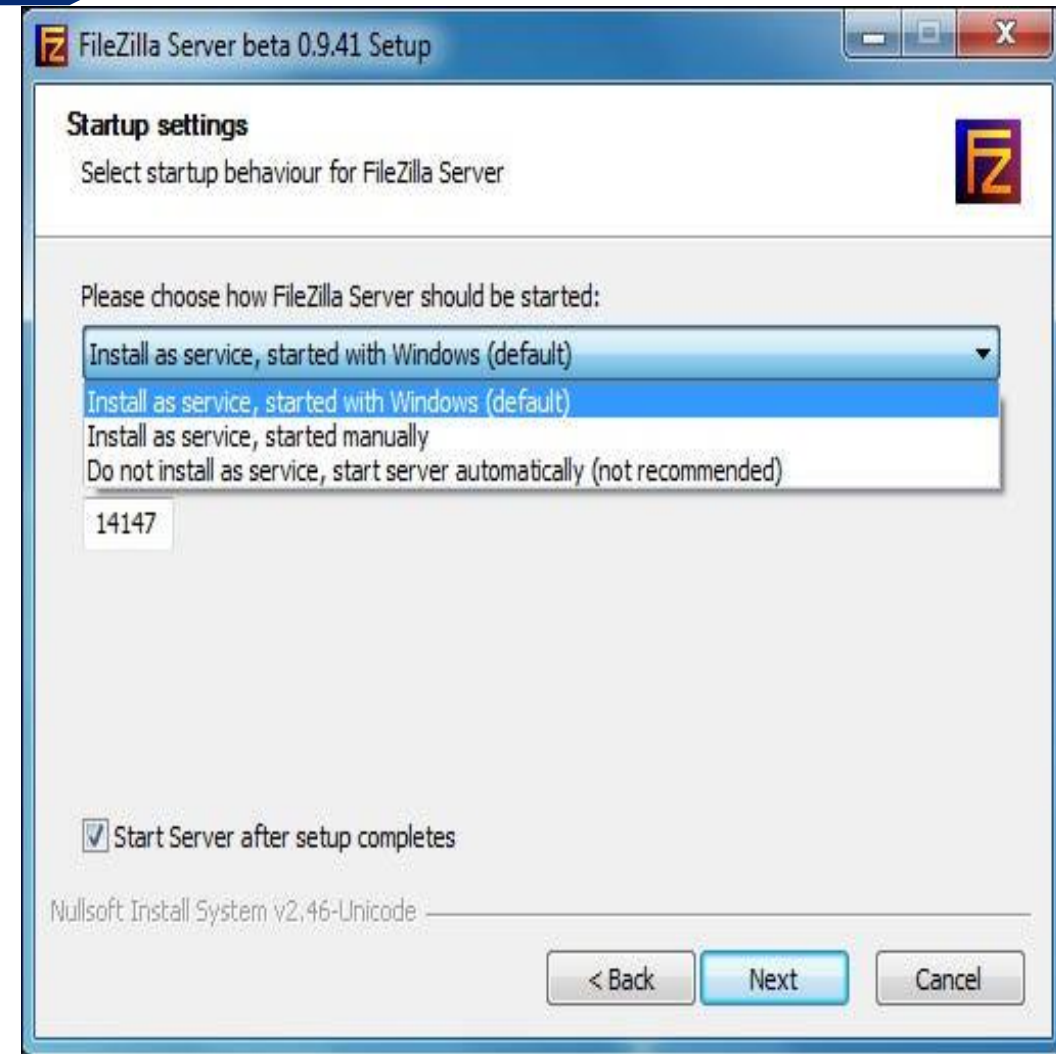 FileZilla Server beta 0.9.41 Setup
Startup settings
Select startup behaviour for FileZilla Server
FZ
Please choose how FileZilla Server should be started:
Install as service, started with Windows (default)
Install as service, started with Windows (default)
Install as service, started manually
Do not install as service, start server automatically (not recommended)
14147
Start Server after setup completes
Nullsoft Install System v2.46-Unicode
< Back Next Cancel